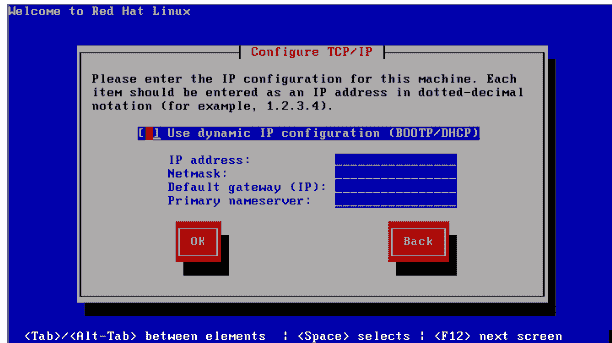 Welcome to Red Hat Linux
Configure TCP/IP
Please enter the IP configuration for this machine. Each
item should be entered as an IP address in dotted-decimal
notation (for example, 1.2.3.4).
[ ] Use dynamic IP configuration (BOOTP/DHCP)
IP address:
Netmask:
Default gateway (IP):
Primary nameserver:
OK Back
<Tab>/<Alt-Tab> between elements | <Space> selects | <F12> next screen